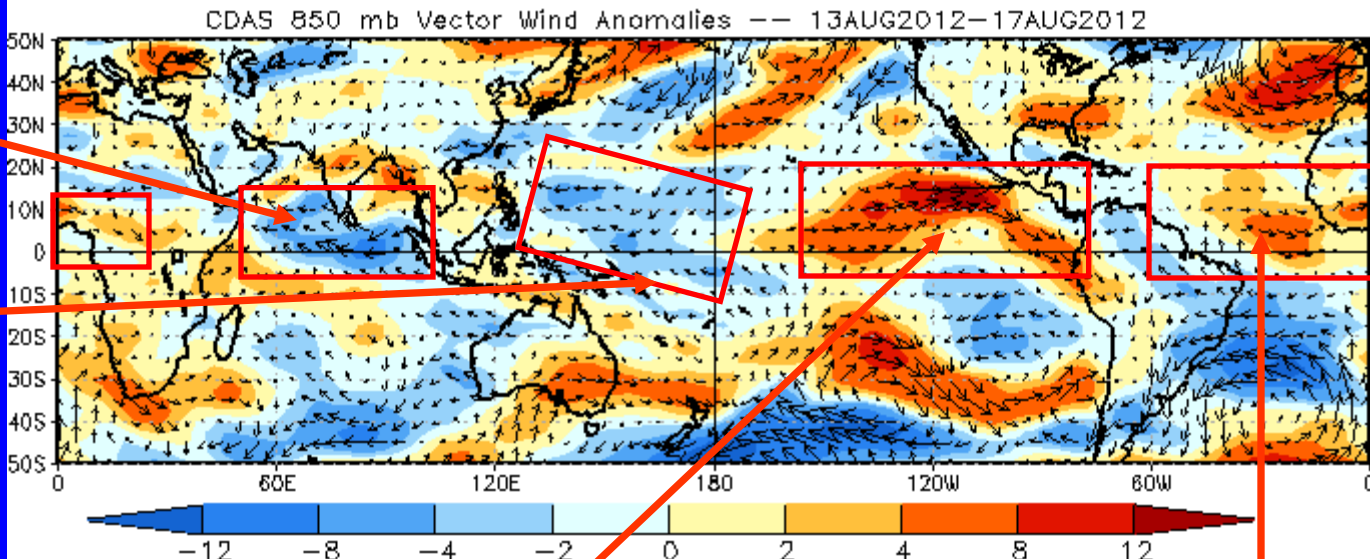 CDAS 850 mb Vector Wind Anomalies -- 13AUG2012-17AUG2012
50N
40N
30N
20N
10N
0
10S
20S
30S
40S
50S
0 60E 120E 180 120W 60W 0
-12 -8 -4 -2 0 2 4 8 12